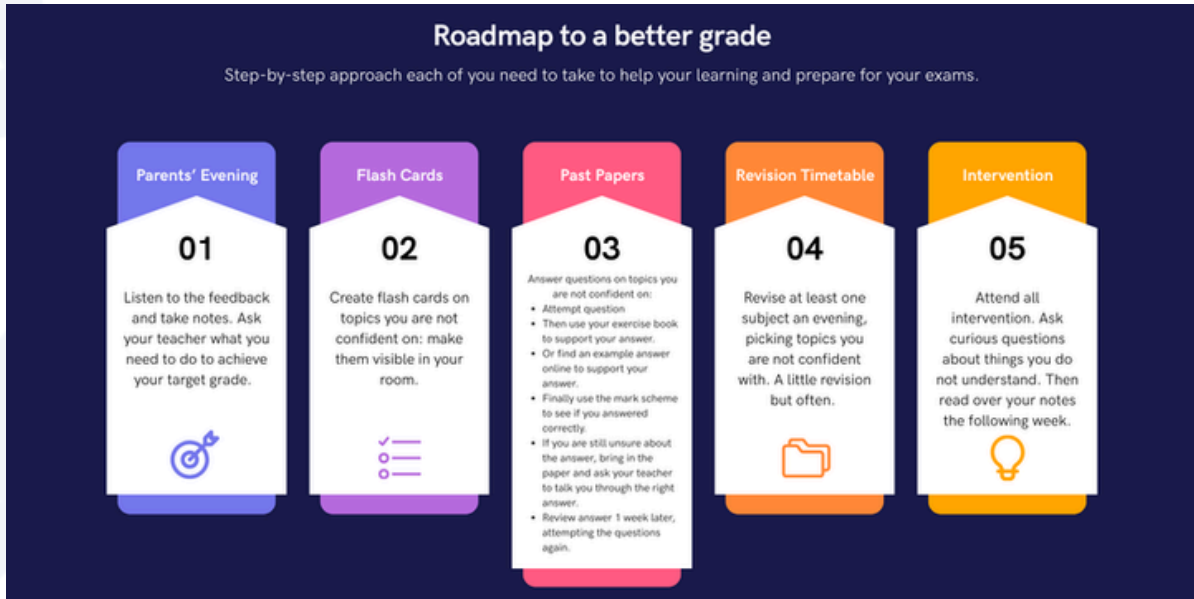 Roadmap to a better grade
Step-by-step approach each of you need to take to help your learning and prepare for your exams.
Parents’ Evening
01
Listen to the feedback
and take notes. Ask
your teacher what you
need to do to achieve
your target grade.
Flash Cards
02
Create flash cards on
topics you are not
confident on: make
them visible in your
room.
Past Papers
03
Answer questions on topics you
are not confident on:
• Attempt question
• Then use your exercise book
to support your answer.
• Or find an example answer
online to support your
answer.
• Finally use the mark scheme
to see if you answered
correctly.
• If you are still unsure about
the answer, bring in the
paper and ask your teacher
to talk you through the right
answer.
• Review answer 1 week later,
attempting the questions
again.
Revision Timetable
04
Revise at least one
subject an evening,
picking topics you
are not confident
with. A little revision
but often.
Intervention
05
Attend all
intervention. Ask
curious questions
about things you do
not understand. Then
read over your notes
the following week.